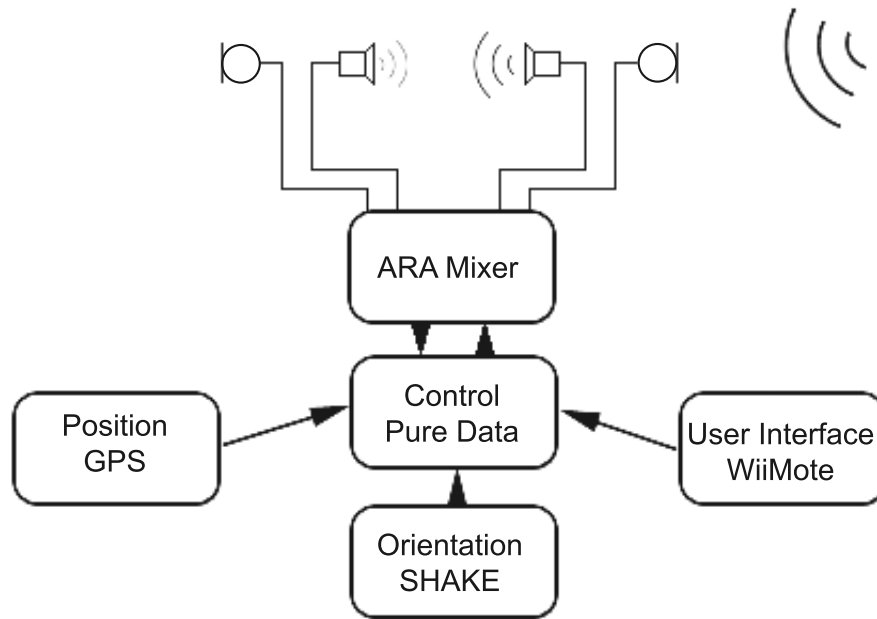 ARA Mixer
Control
Pure Data
Position
GPS
User Interface
WiiMote
Orientation
SHAKE